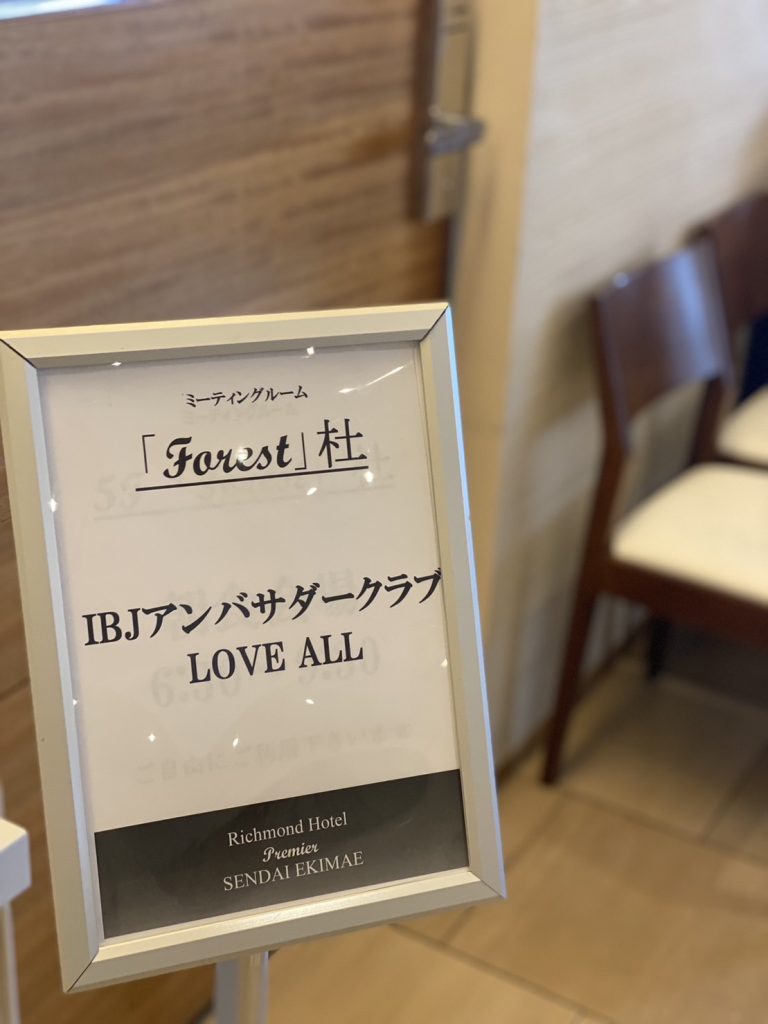 ミーティングルーム
「Forest」杜
IBJアンバサダークラブ
LOVE ALL
Richmond Hotel
Premier
SENDAI EKIMAE